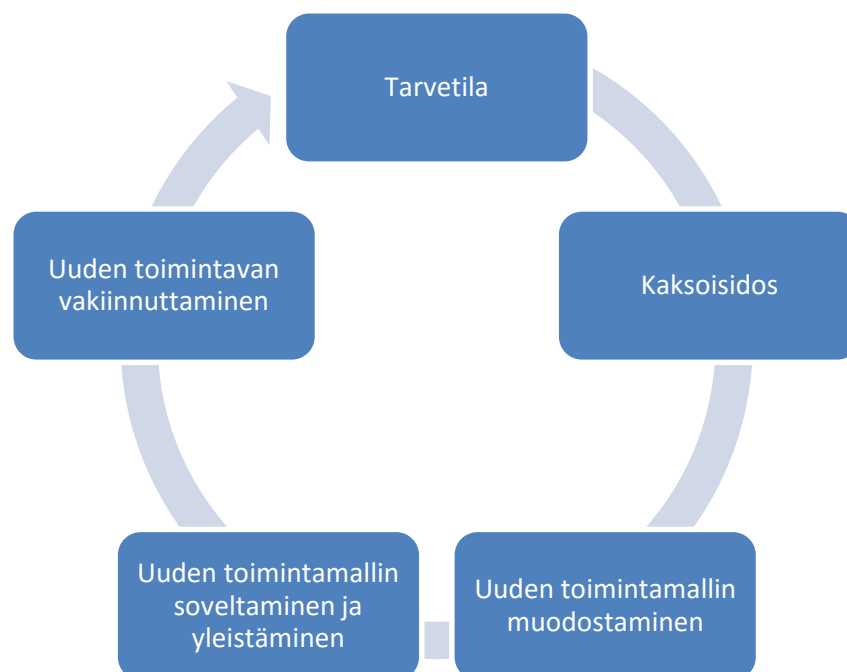 Tarvetila
Kaksoisidos
Uuden toimintamallin
muodostaminen
Uuden toimintamallin
soveltaminen ja
yleistäminen
Uuden toimintavan
vakiinnuttaminen